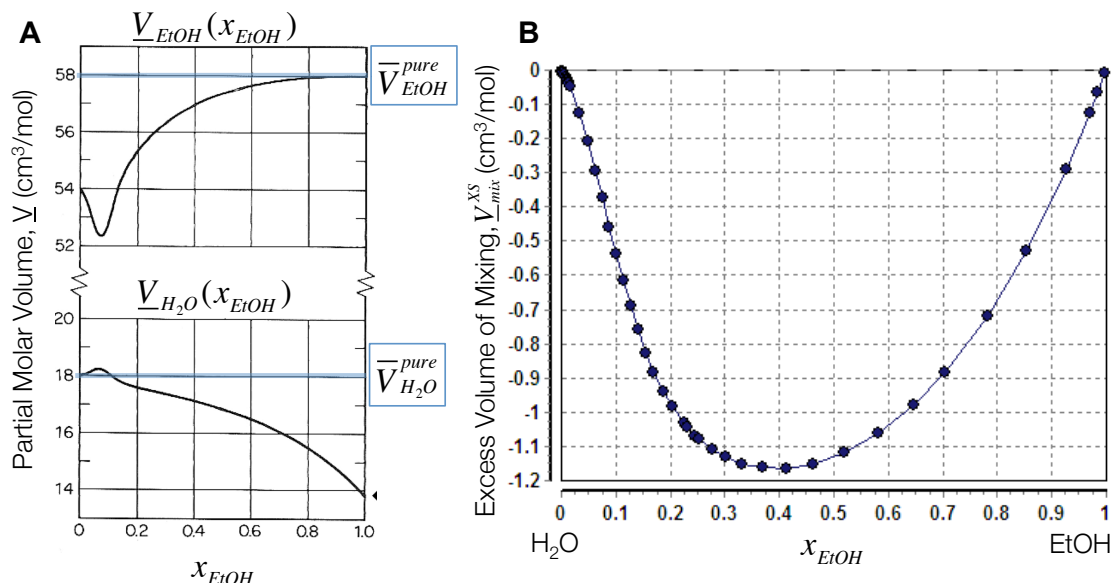 A
V_EtOH(x_EtOH)
58
56
54
52
V̅_EtOH^pure
Partial Molar Volume, V̲ (cm³/mol)
V_H₂O(x_EtOH)
20
18
16
14
V̅_H₂O^pure
0 0.2 0.4 0.6 0.8 1.0
x_EtOH
B
0
-0.1
-0.2
-0.3
-0.4
-0.5
-0.6
-0.7
-0.8
-0.9
-1
-1.1
-1.2
Excess Volume of Mixing, V̲_mix^XS (cm³/mol)
0 0.1 0.2 0.3 0.4 0.5 0.6 0.7 0.8 0.9 1
H₂O x_EtOH EtOH